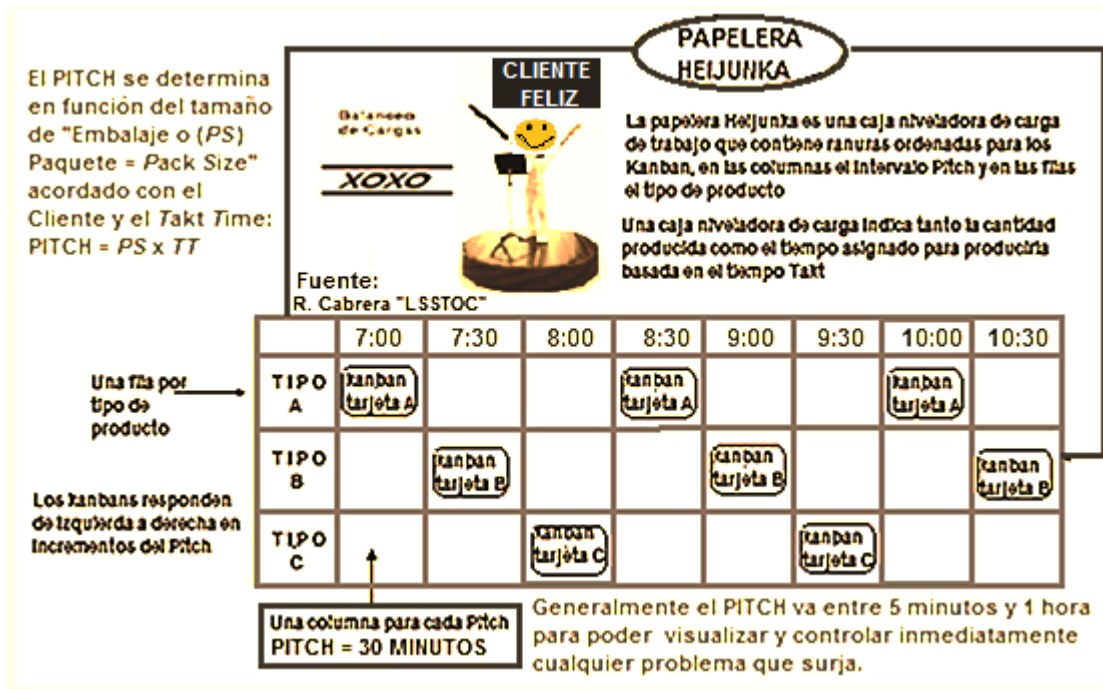 PAPELERA
HEIJUNKA
El PITCH se determina
en función del tamaño
de "Embalaje o (PS)
Paquete = Pack Size"
acordado con el
Cliente y el Takt Time:
PITCH = PS x TT
Balanceo
de Cargas
XOXO
CLIENTE
FELIZ
Fuente:
R. Cabrera "LSSTOC"
La papelera Heijunka es una caja niveladora de carga
de trabajo que contiene ranuras ordenadas para los
Kanban, en las columnas el intervalo Pitch y en las filas
el tipo de producto
Una caja niveladora de carga indica tanto la cantidad
producida como el tiempo asignado para producirla
basada en el tiempo Takt
7:00 7:30 8:00 8:30 9:00 9:30 10:00 10:30
Una fila por
tipo de
producto
TIPO
A
kanban
tarjeta A
kanban
tarjeta A
kanban
tarjeta A
TIPO
B
kanban
tarjeta B
kanban
tarjeta B
kanban
tarjeta B
Los kanbans responden
de izquierda a derecha en
incrementos del Pitch
TIPO
C
kanban
tarjeta C
kanban
tarjeta C
Una columna para cada Pitch
PITCH = 30 MINUTOS
Generalmente el PITCH va entre 5 minutos y 1 hora
para poder visualizar y controlar inmediatamente
cualquier problema que surja.